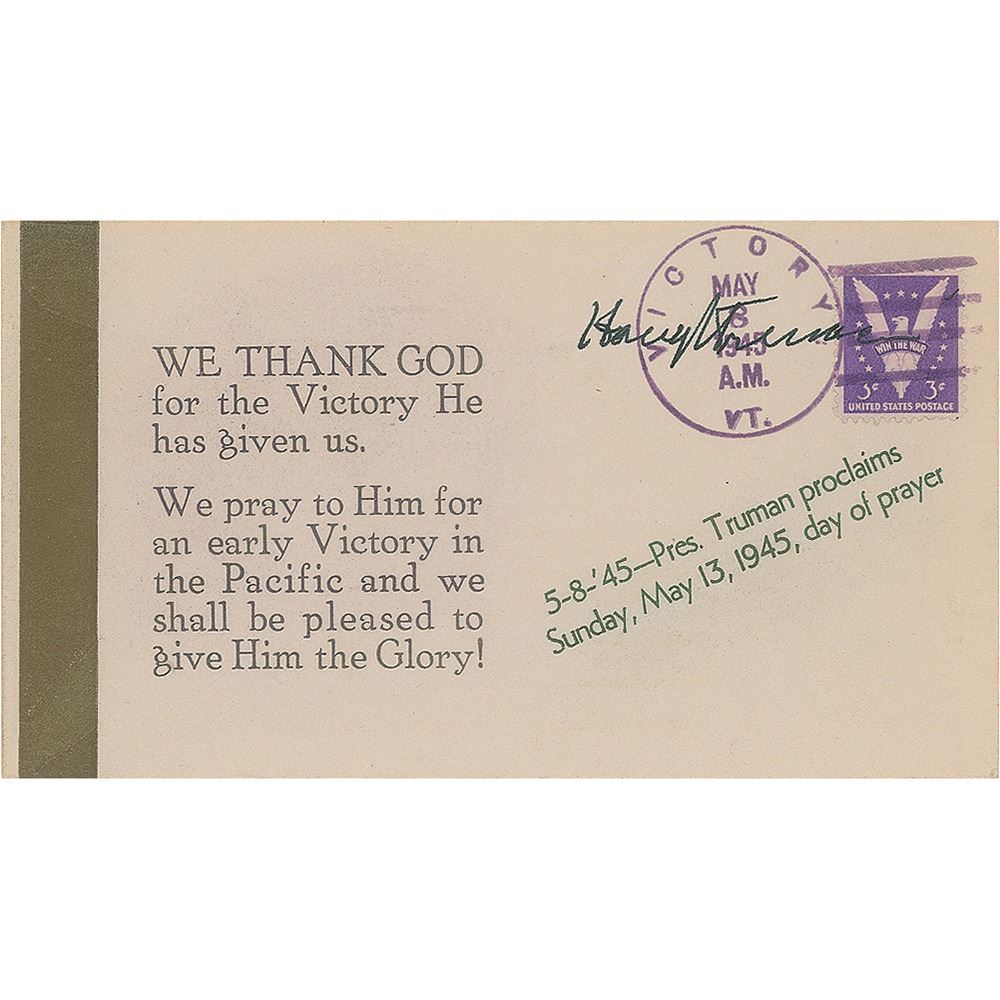 WE THANK GOD
for the Victory He
has given us.
We pray to Him for
an early Victory in
the Pacific and we
shall be pleased to
give Him the Glory!
VICTORY
MAY
8
1945
A.M.
VT.
Harry Truman
WIN THE WAR
3¢ 3¢
UNITED STATES POSTAGE
5-8-'45—Pres. Truman proclaims
Sunday, May 13, 1945, day of prayer